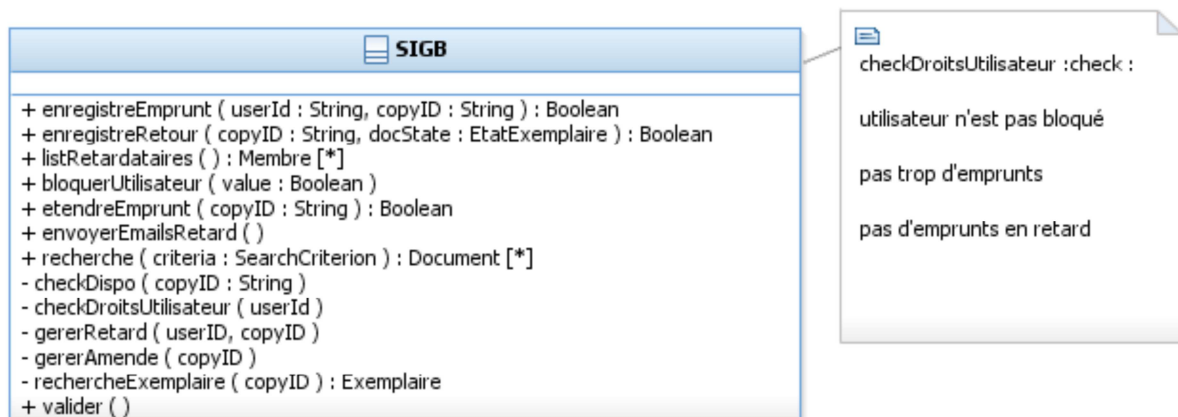 SIGB
+ enregistreEmprunt ( userId : String, copyID : String ) : Boolean
+ enregistreRetour ( copyID : String, docState : EtatExemplaire ) : Boolean
+ listRetardataires ( ) : Membre [*]
+ bloquerUtilisateur ( value : Boolean )
+ etendreEmprunt ( copyID : String ) : Boolean
+ envoyerEmailsRetard ( )
+ recherche ( criteria : SearchCriterion ) : Document [*]
- checkDispo ( copyID : String )
- checkDroitsUtilisateur ( userId )
- gererRetard ( userID, copyID )
- gererAmende ( copyID )
- rechercheExemplaire ( copyID ) : Exemplaire
+ valider ( )
checkDroitsUtilisateur :check :
utilisateur n'est pas bloqué
pas trop d'emprunts
pas d'emprunts en retard